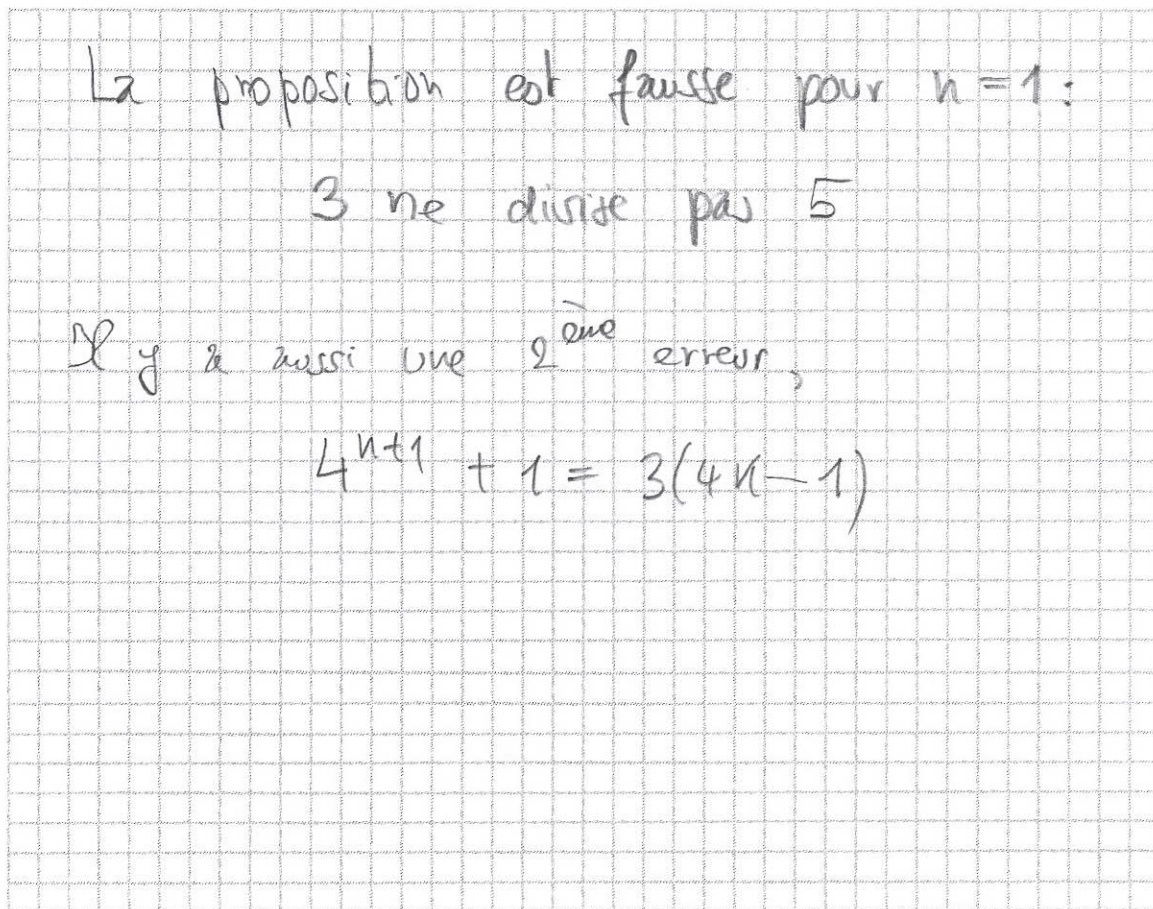 La proposition est fausse pour n = 1 :
3 ne divise pas 5
Il y a aussi une 2ème erreur,
4^{n+1} + 1 = 3(4k - 1)